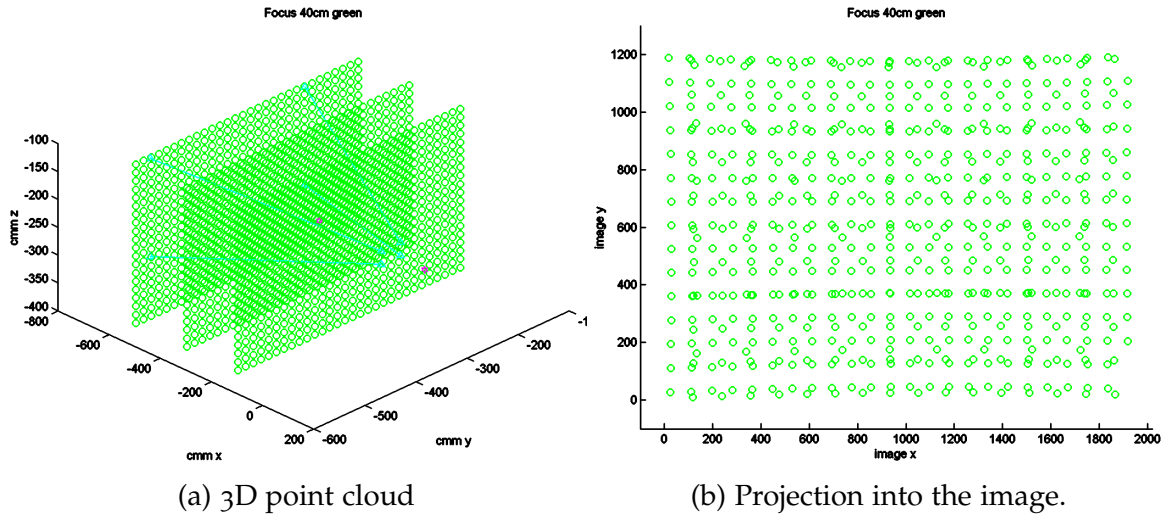 Focus 40cm green
-100
-150
-200
-250
-300
-350
-400
cmm z
-800
-600
-400
-200
0
200
cmm x
-600
-500
-400
-300
-200
-1
cmm y
(a) 3D point cloud
Focus 40cm green
1200
1000
800
600
400
200
0
image y
0 200 400 600 800 1000 1200 1400 1600 1800 2000
image x
(b) Projection into the image.